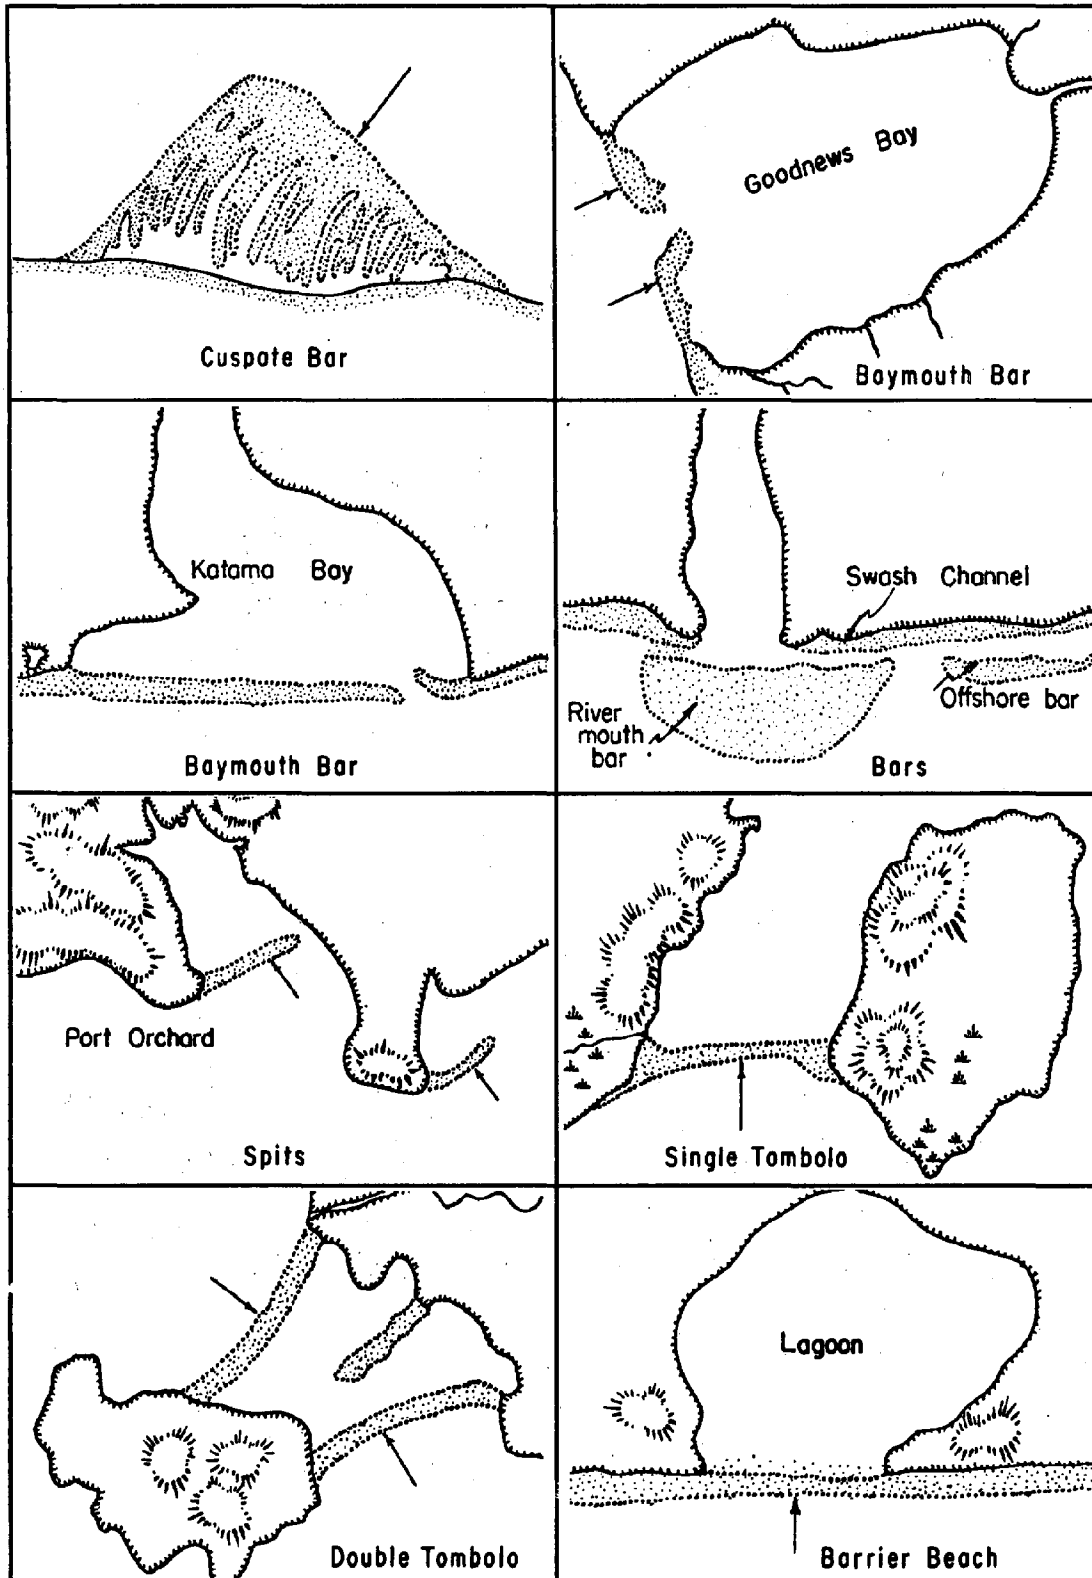 Cuspate Bar
Goodnews Bay
Baymouth Bar
Katama Bay
Baymouth Bar
Swash Channel
Offshore bar
River
mouth
bar
Bars
Port Orchard
Spits
Single Tombolo
Double Tombolo
Lagoon
Barrier Beach